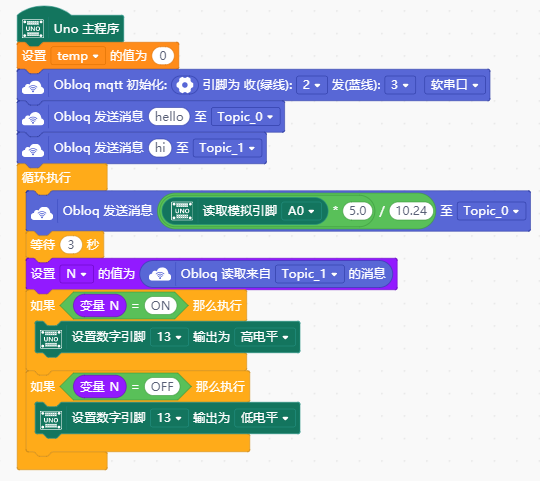 UNO Uno 主程序
设置 temp 的值为 0
Obloq mqtt 初始化: 引脚为 收(绿线): 2 发(蓝线): 3 软串口
Obloq 发送消息 hello 至 Topic_0
Obloq 发送消息 hi 至 Topic_1
循环执行
Obloq 发送消息 UNO 读取模拟引脚 A0 * 5.0 / 10.24 至 Topic_0
等待 3 秒
设置 N 的值为 Obloq 读取来自 Topic_1 的消息
如果 变量 N = ON 那么执行
UNO 设置数字引脚 13 输出为 高电平
如果 变量 N = OFF 那么执行
UNO 设置数字引脚 13 输出为 低电平